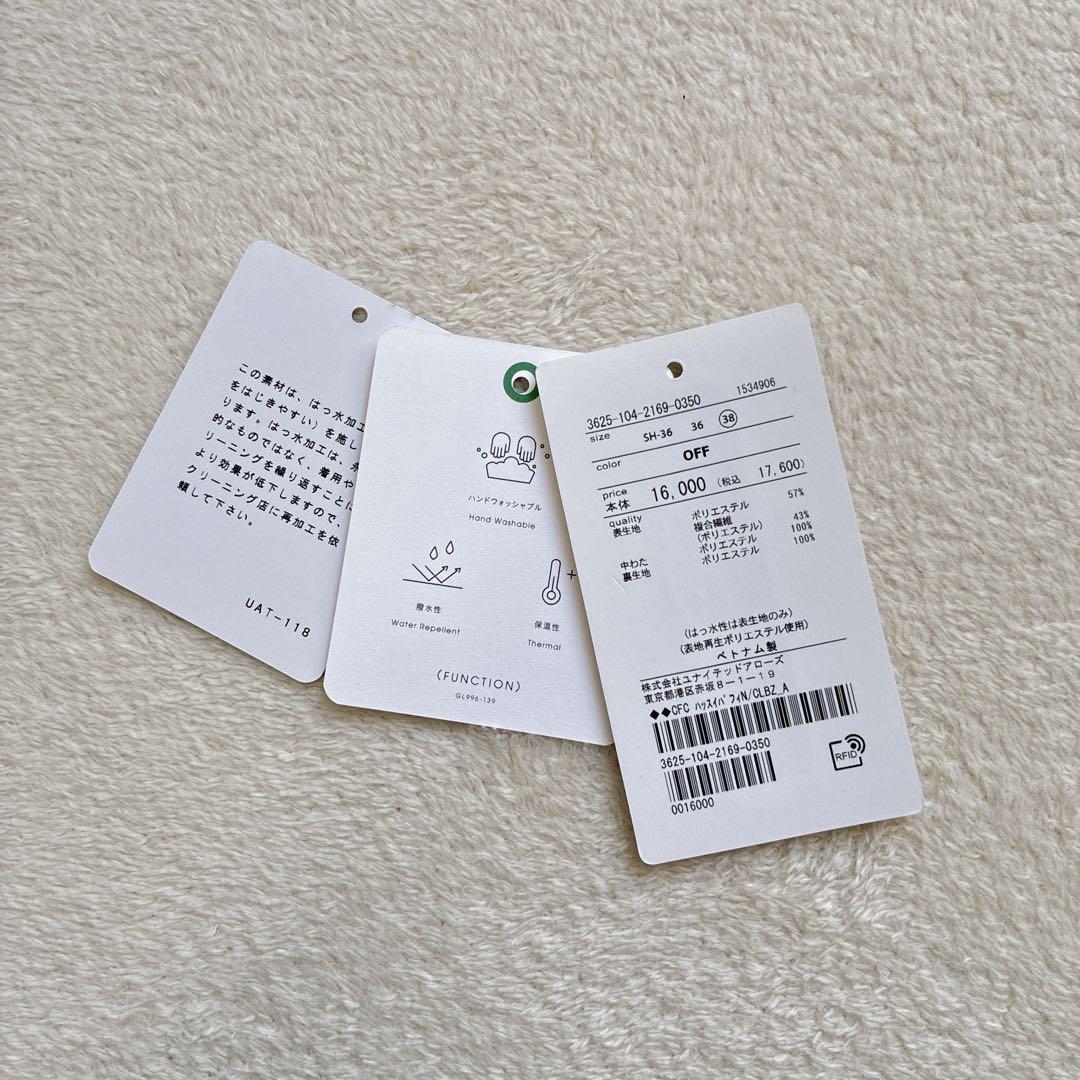 この素材は、はっ水加工
をはじきやすい）を施し
ります。はっ水加工は、永
的なものではなく、着用や
リーニングを繰り返すことに
より効果が低下しますので、
クリーニング店に再加工を依
頼して下さい。
UAT-118
ハンドウォッシャブル
Hand Washable
撥水性
Water Repellent
+
保温性
Thermal
(FUNCTION)
GL996-139
3625-104-2169-0350 1534906
size SH-36 36 38
color OFF
price
本体 16,000 (税込 17,600)
quality
表生地 ポリエステル 57%
複合繊維 43%
(ポリエステル) 100%
中わた ポリエステル 100%
裏生地 ポリエステル
(はっ水性は表生地のみ)
(表地再生ポリエステル使用)
ベトナム製
株式会社ユナイテッドアローズ
東京都港区赤坂8-1-19
◆◆CFC ハッスイパフィN/CLBZ_A
3625-104-2169-0350
RFID
0016000